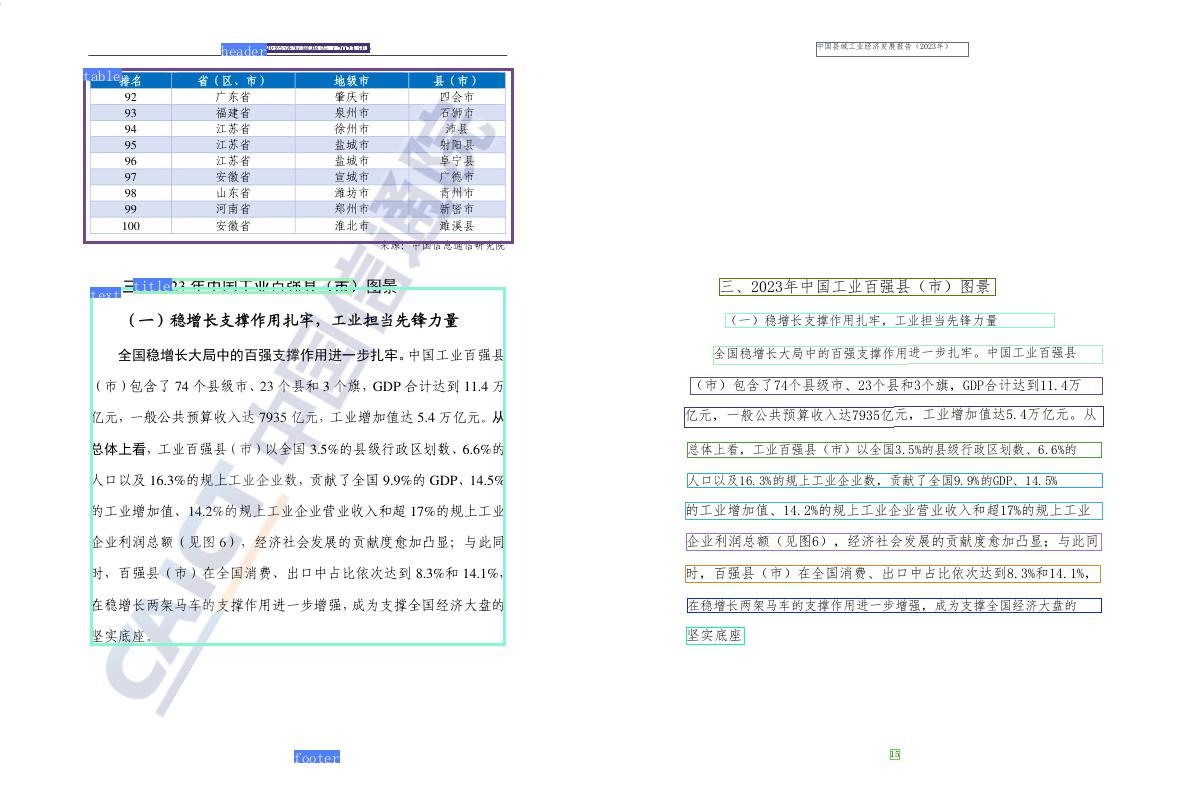 header
中国县域工业经济发展报告（2023年）
table
排名 省（区、市） 地级市 县（市）
92 广东省 肇庆市 四会市
93 福建省 泉州市 石狮市
94 江苏省 徐州市 沛县
95 江苏省 盐城市 射阳县
96 江苏省 盐城市 阜宁县
97 安徽省 宣城市 广德市
98 山东省 潍坊市 青州市
99 河南省 郑州市 新密市
100 安徽省 淮北市 濉溪县
来源：中国信息通信研究院
title
text
23 年中国工业百强县（市）图景
（一）稳增长支撑作用扎牢，工业担当先锋力量
全国稳增长大局中的百强支撑作用进一步扎牢。中国工业百强县
（市）包含了 74 个县级市、23 个县和 3 个旗，GDP 合计达到 11.4 万
亿元，一般公共预算收入达 7935 亿元，工业增加值达 5.4 万亿元。从
总体上看，工业百强县（市）以全国 3.5%的县级行政区划数、6.6%的
人口以及 16.3%的规上工业企业数，贡献了全国 9.9%的 GDP、14.5%
的工业增加值、14.2%的规上工业企业营业收入和超 17%的规上工业
企业利润总额（见图 6），经济社会发展的贡献度愈加凸显；与此同
时，百强县（市）在全国消费、出口中占比依次达到 8.3%和 14.1%，
在稳增长两架马车的支撑作用进一步增强，成为支撑全国经济大盘的
坚实底座。
CAICT 中国信通院
footer
三、2023年中国工业百强县（市）图景
（一）稳增长支撑作用扎牢，工业担当先锋力量
全国稳增长大局中的百强支撑作用进一步扎牢。中国工业百强县
（市）包含了74个县级市、23个县和3个旗，GDP合计达到11.4万
亿元，一般公共预算收入达7935亿元，工业增加值达5.4万亿元。从
总体上看，工业百强县（市）以全国3.5%的县级行政区划数、6.6%的
人口以及16.3%的规上工业企业数，贡献了全国9.9%的GDP、14.5%
的工业增加值、14.2%的规上工业企业营业收入和超17%的规上工业
企业利润总额（见图6），经济社会发展的贡献度愈加凸显；与此同
时，百强县（市）在全国消费、出口中占比依次达到8.3%和14.1%，
在稳增长两架马车的支撑作用进一步增强，成为支撑全国经济大盘的
坚实底座
15